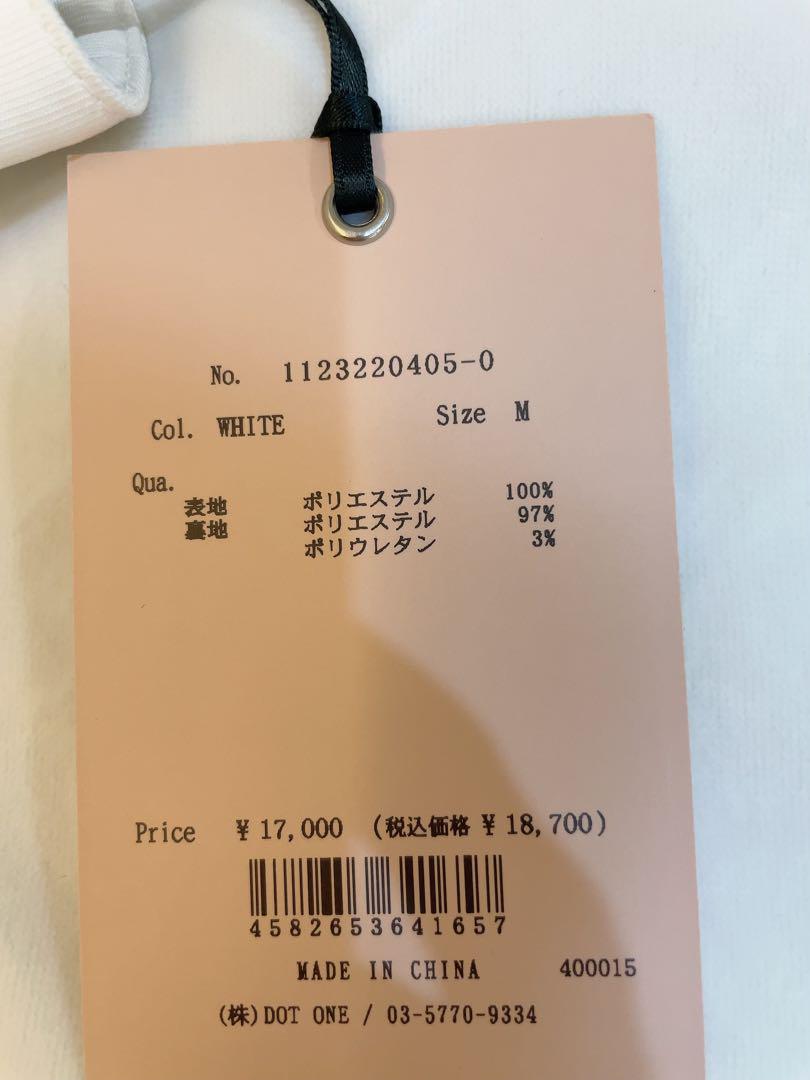 No. 1123220405-0
Col. WHITE Size M
Qua.
表地 ポリエステル 100%
裏地 ポリエステル 97%
ポリウレタン 3%
Price ¥17,000 (税込価格 ¥18,700)
4582653641657
MADE IN CHINA 400015
(株)DOT ONE / 03-5770-9334